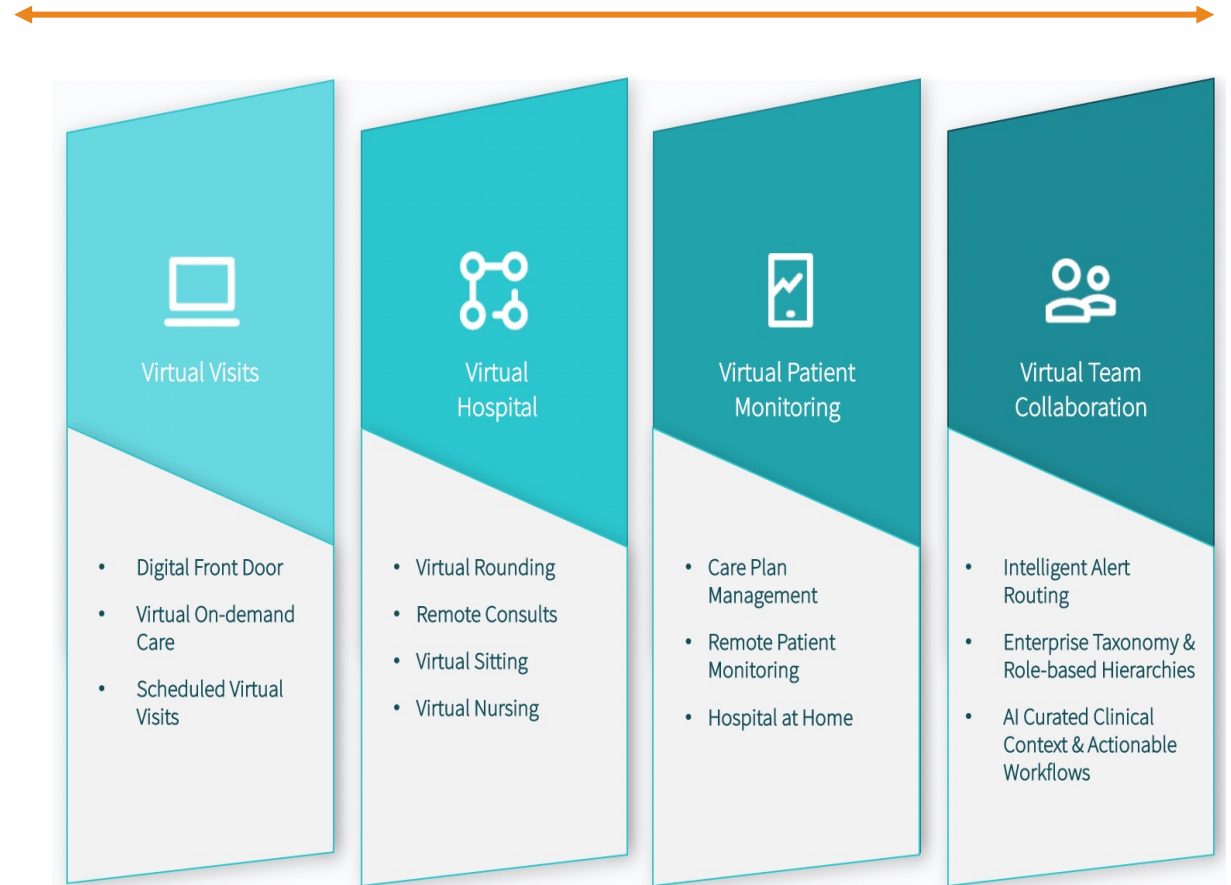 Virtual Visits
• Digital Front Door
• Virtual On-demand
Care
• Scheduled Virtual
Visits
Virtual
Hospital
• Virtual Rounding
• Remote Consults
• Virtual Sitting
• Virtual Nursing
Virtual Patient
Monitoring
• Care Plan
Management
• Remote Patient
Monitoring
• Hospital at Home
Virtual Team
Collaboration
• Intelligent Alert
Routing
• Enterprise Taxonomy &
Role-based Hierarchies
• AI Curated Clinical
Context & Actionable
Workflows